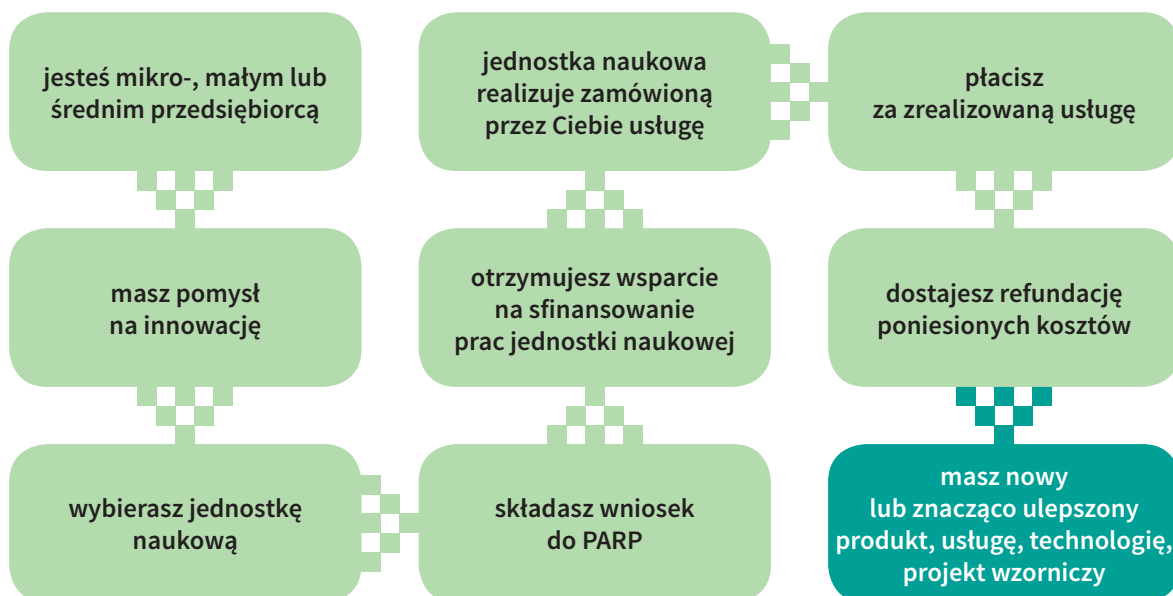 jesteś mikro-, małym lub
średnim przedsiębiorcą
masz pomysł
na innowację
wybierasz jednostkę
naukową
składasz wniosek
do PARP
otrzymujesz wsparcie
na sfinansowanie
prac jednostki naukowej
jednostka naukowa
realizuje zamówioną
przez Ciebie usługę
płacisz
za zrealizowaną usługę
dostajesz refundację
poniesionych kosztów
masz nowy
lub znacząco ulepszony
produkt, usługę, technologię,
projekt wzorniczy